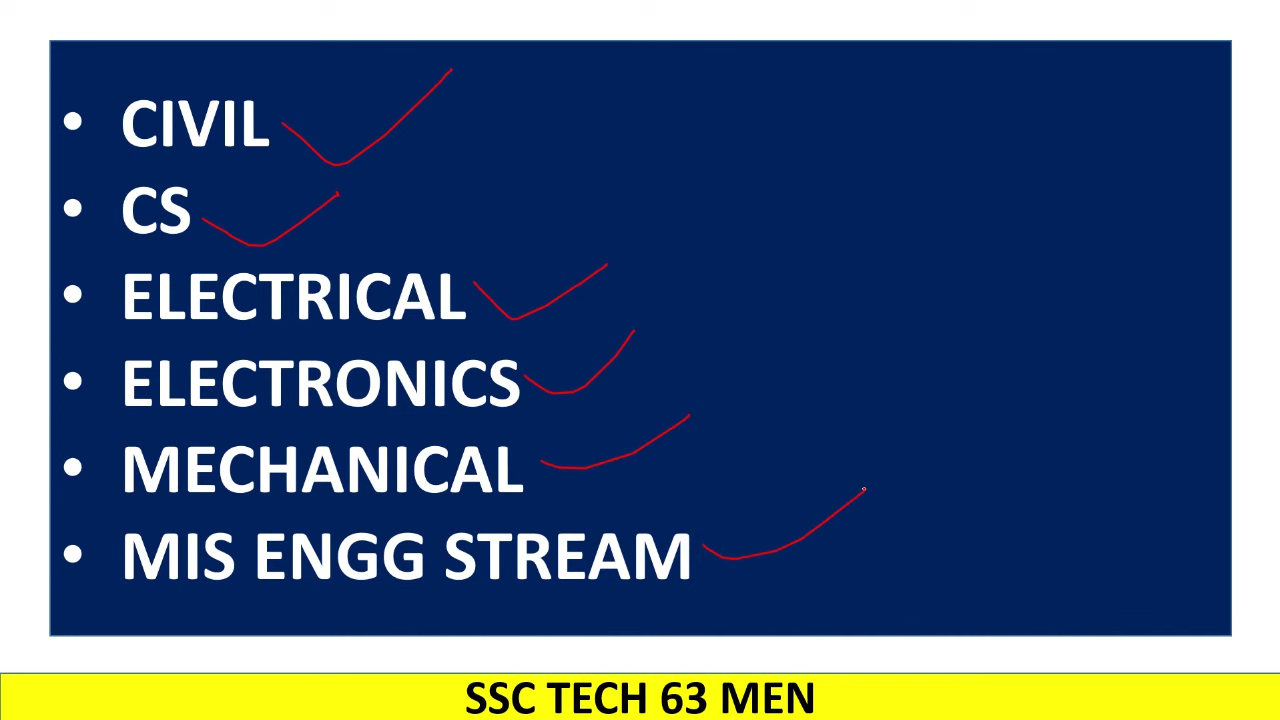 • CIVIL
• CS
• ELECTRICAL
• ELECTRONICS
• MECHANICAL
• MIS ENGG STREAM
SSC TECH 63 MEN